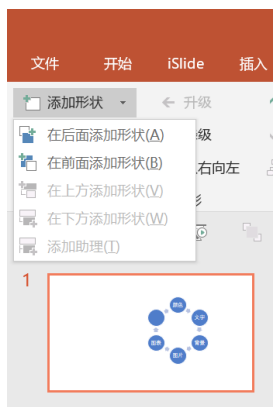 文件 开始 iSlide 插入
添加形状 升级
在后面添加形状(A) 级
在前面添加形状(B) 右向左
在上方添加形状(V)
在下方添加形状(W)
添加助理(T)
1
颜色
文字
图表 背景
图片